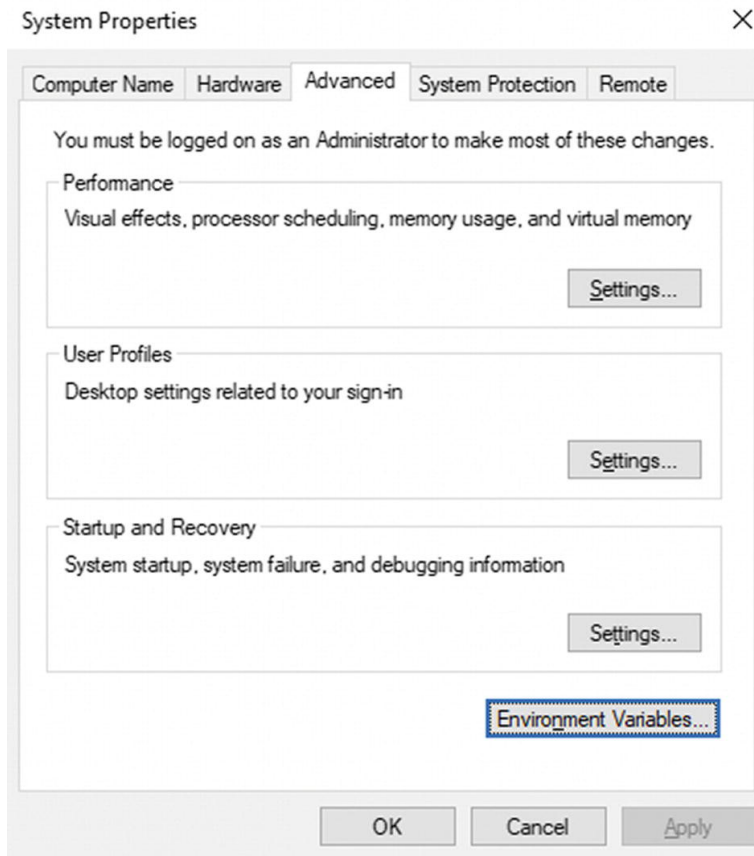 System Properties
Computer Name Hardware Advanced System Protection Remote
You must be logged on as an Administrator to make most of these changes.
Performance
Visual effects, processor scheduling, memory usage, and virtual memory
Settings...
User Profiles
Desktop settings related to your sign-in
Settings...
Startup and Recovery
System startup, system failure, and debugging information
Settings...
Environment Variables...
OK Cancel Apply